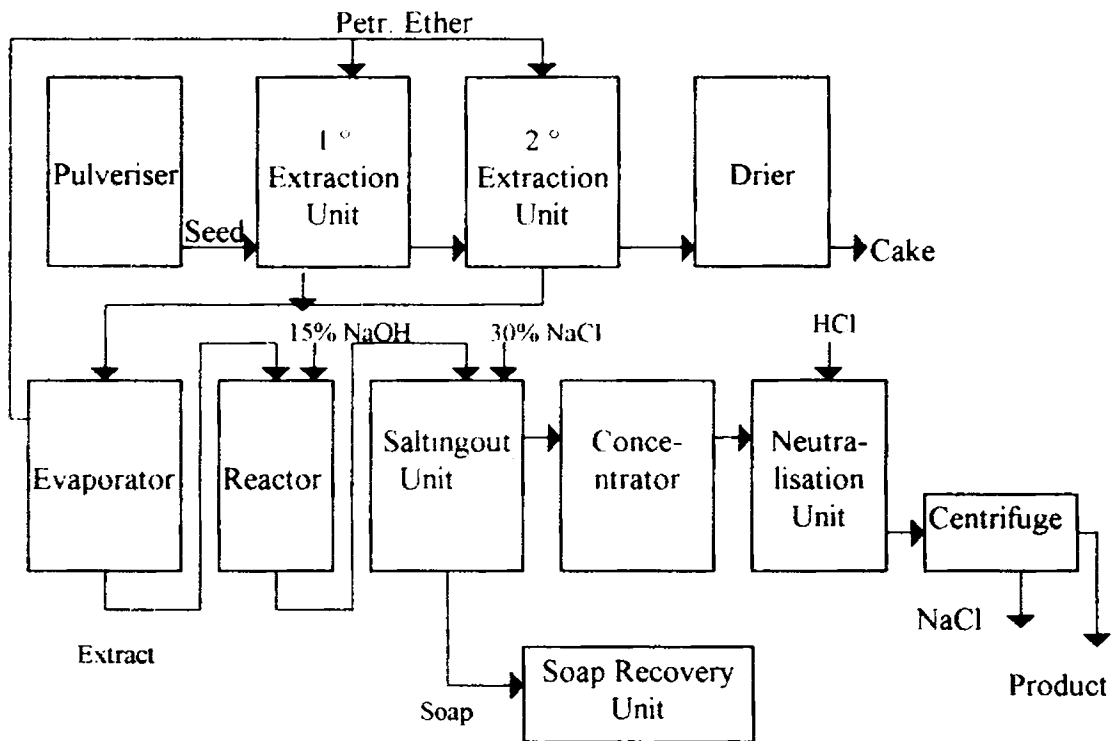 Petr. Ether
Pulveriser
1 °
Extraction
Unit
2 °
Extraction
Unit
Drier
Seed
Cake
15% NaOH
30% NaCl
HCl
Evaporator
Reactor
Saltingout
Unit
Conce-
ntrator
Neutra-
lisation
Unit
Centrifuge
NaCl
Product
Extract
Soap
Soap Recovery
Unit